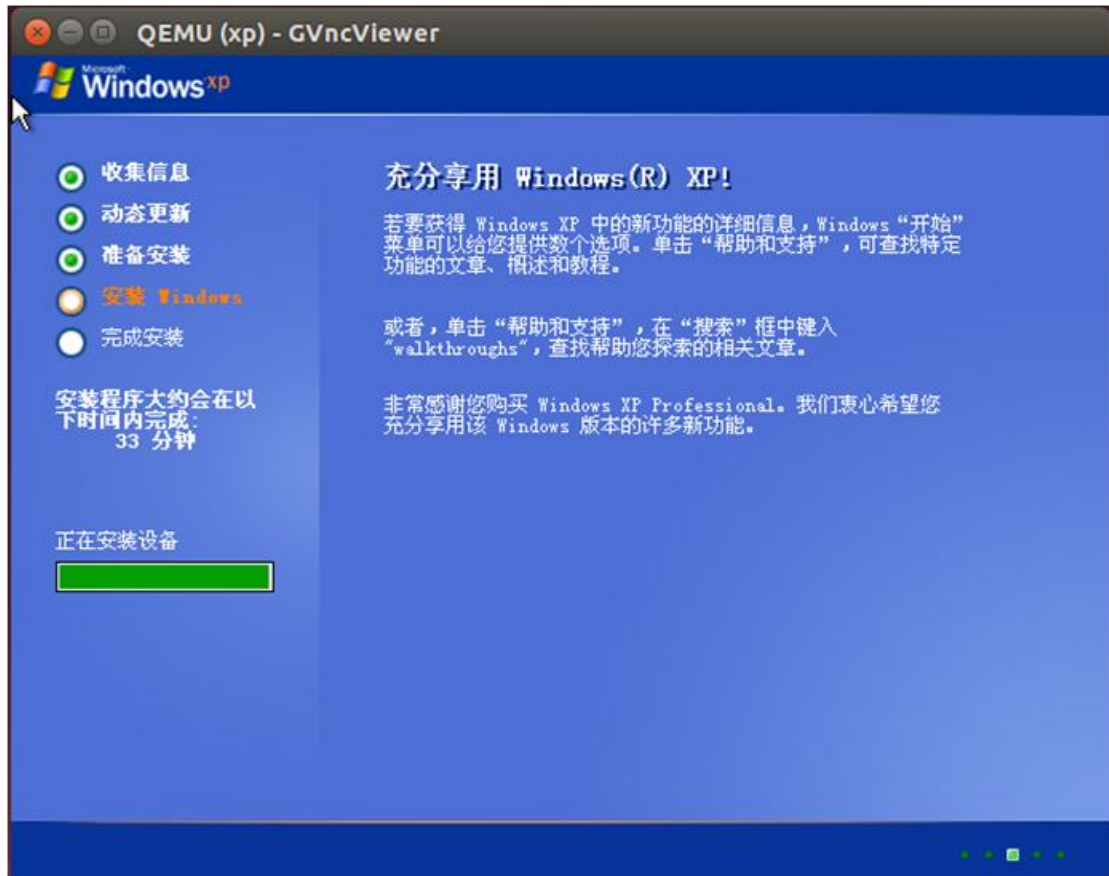 QEMU (xp) - GVncViewer
Microsoft
Windows xp
收集信息
动态更新
准备安装
安装 Windows
完成安装
安装程序大约会在以
下时间内完成:
33 分钟
正在安装设备
充分享用 Windows(R) XP!
若要获得 Windows XP 中的新功能的详细信息，Windows“开始”
菜单可以给您提供数个选项。单击“帮助和支持”，可查找特定
功能的文章、概述和教程。
或者，单击“帮助和支持”，在“搜索”框中键入
"walkthroughs"，查找帮助您探索的相关文章。
非常感谢您购买 Windows XP Professional。我们衷心希望您
充分享用该 Windows 版本的许多新功能。